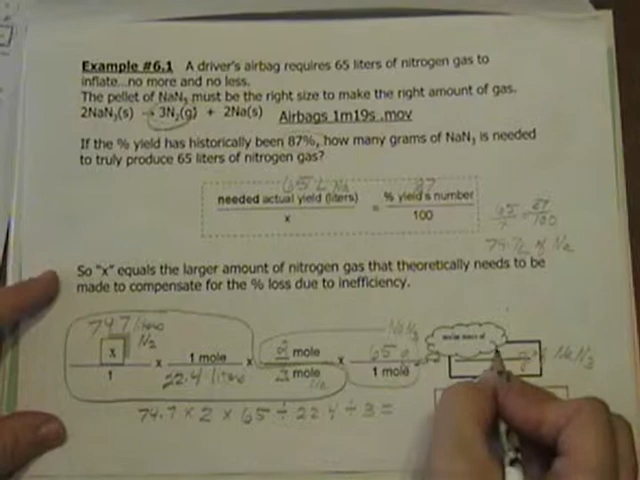 Example #6.1 A driver's airbag requires 65 liters of nitrogen gas to
inflate...no more and no less.
The pellet of NaN₃ must be the right size to make the right amount of gas.
2NaN₃(s) → 3N₂(g) + 2Na(s) Airbags 1m19s .mov
If the % yield has historically been 87%, how many grams of NaN₃ is needed
to truly produce 65 liters of nitrogen gas?
65 L N₂ 87
needed actual yield (liters) = % yield's number
x 100
65/x = 87/100
74.7 L of N₂
So "x" equals the larger amount of nitrogen gas that theoretically needs to be
made to compensate for the % loss due to inefficiency.
74.7 liters N₂ NaN₃
x x 1 mole x 2 mole x 65 g
1 22.4 liters 3 mole 1 mole
g NaN₃
74.7 x 2 x 65 ÷ 22.4 ÷ 3 =